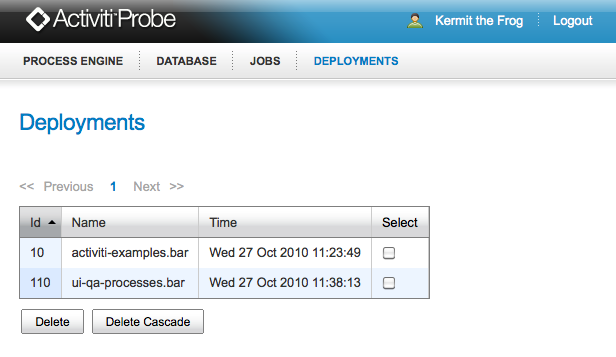 Activiti Probe
Kermit the Frog Logout
PROCESS ENGINE DATABASE JOBS DEPLOYMENTS
Deployments
<< Previous 1 Next >>
Id Name Time Select
10 activiti-examples.bar Wed 27 Oct 2010 11:23:49
110 ui-qa-processes.bar Wed 27 Oct 2010 11:38:13
Delete Delete Cascade